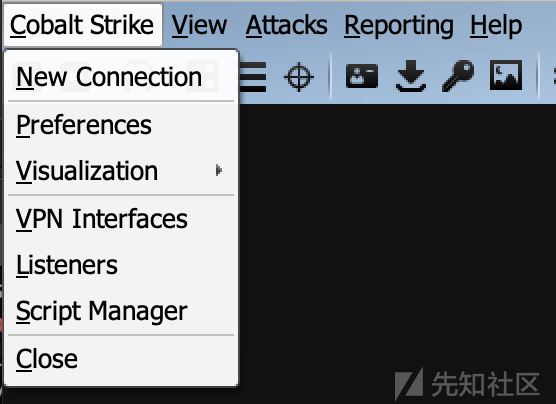 Cobalt Strike View Attacks Reporting Help
New Connection
Preferences
Visualization
VPN Interfaces
Listeners
Script Manager
Close
先知社区